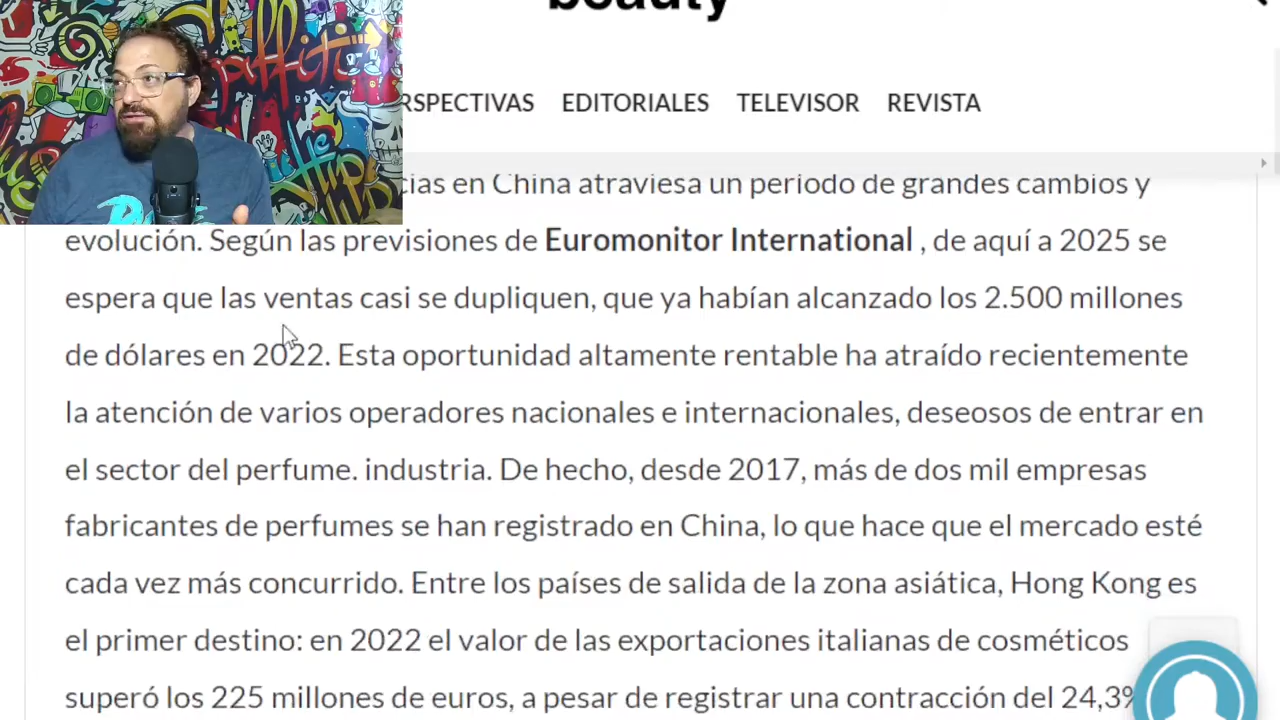 beauty
EDITORIALES TELEVISOR REVISTA
en China atraviesa un periodo de grandes cambios y
evolución. Según las previsiones de Euromonitor International , de aquí a 2025 se
espera que las ventas casi se dupliquen, que ya habían alcanzado los 2.500 millones
de dólares en 2022. Esta oportunidad altamente rentable ha atraído recientemente
la atención de varios operadores nacionales e internacionales, deseosos de entrar en
el sector del perfume. industria. De hecho, desde 2017, más de dos mil empresas
fabricantes de perfumes se han registrado en China, lo que hace que el mercado esté
cada vez más concurrido. Entre los países de salida de la zona asiática, Hong Kong es
el primer destino: en 2022 el valor de las exportaciones italianas de cosméticos
superó los 225 millones de euros, a pesar de registrar una contracción del 24,3%